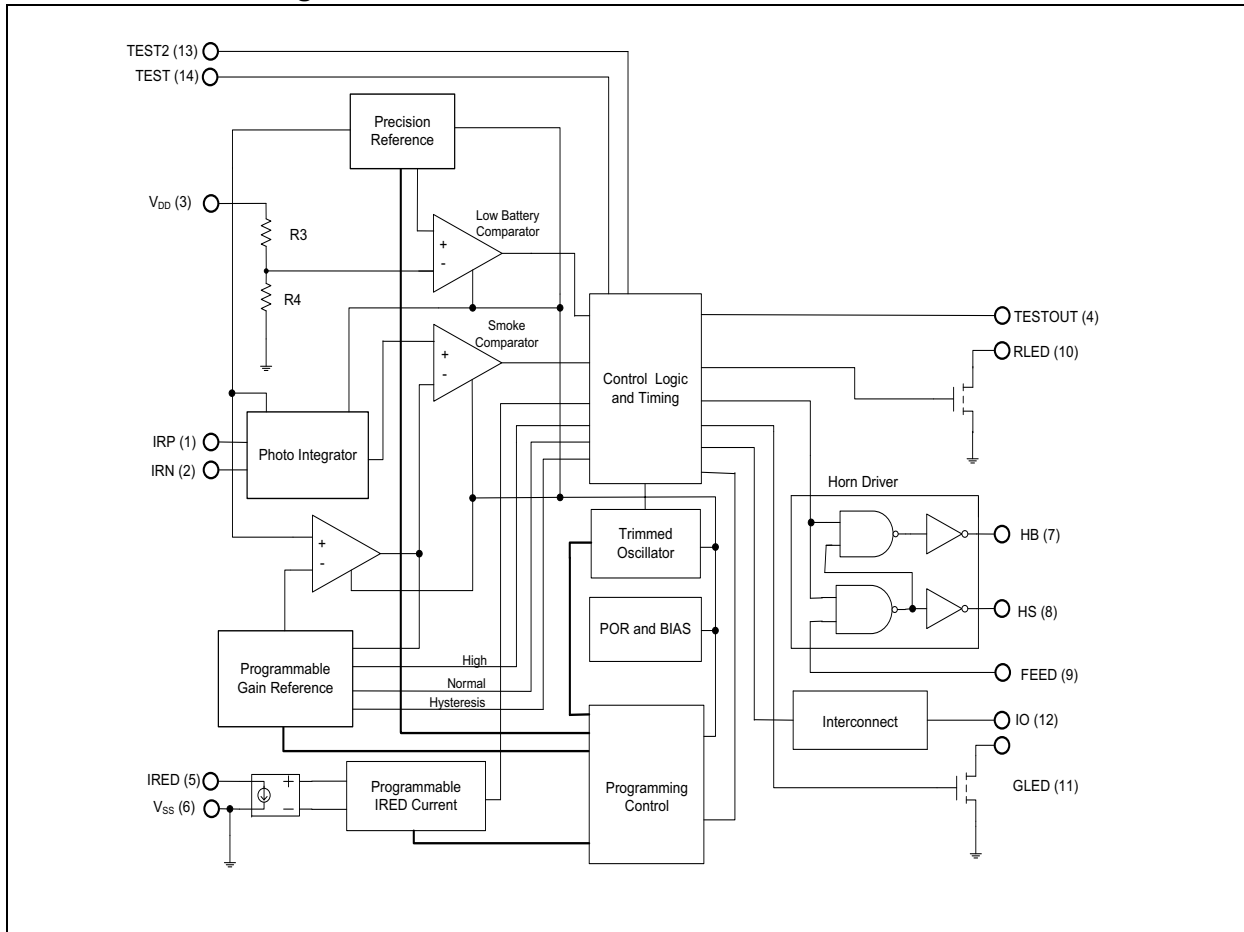 TEST2 (13)
TEST (14)
Precision
Reference
VDD (3)
R3
R4
Low Battery
Comparator
+
-
Smoke
Comparator
+
-
Control Logic
and Timing
TESTOUT (4)
RLED (10)
IRP (1)
IRN (2)
Photo Integrator
+
-
Trimmed
Oscillator
POR and BIAS
Horn Driver
HB (7)
HS (8)
FEED (9)
Programmable
Gain Reference
High
Normal
Hysteresis
Interconnect
IO (12)
GLED (11)
IRED (5)
VSS (6)
+
–
Programmable
IRED Current
Programming
Control